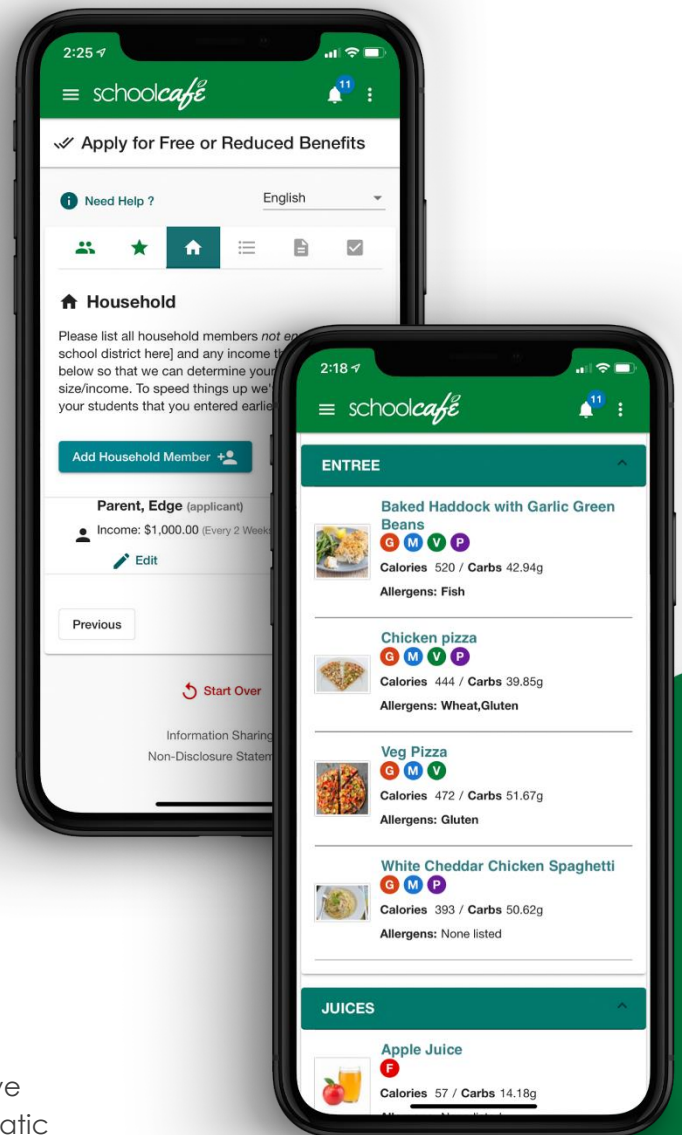 2:25
schoolcafé
11
Apply for Free or Reduced Benefits
Need Help ?
English
Household
Please list all household members not
school district here] and any income
below so that we can determine your
size/income. To speed things up
your students that you entered
Add Household Member
Parent, Edge (applicant)
Income: $1,000.00 (Every 2 Weeks
Edit
Previous
Start Over
Information Sharing
Non-Disclosure
2:18
schoolcafé
11
ENTREE
Baked Haddock with Garlic Green
Beans
G M V P
Calories 520 / Carbs 42.94g
Allergens: Fish
Chicken pizza
G M V P
Calories 444 / Carbs 39.85g
Allergens: Wheat,Gluten
Veg Pizza
G M V
Calories 472 / Carbs 51.67g
Allergens: Gluten
White Cheddar Chicken Spaghetti
G M P
Calories 393 / Carbs 50.62g
Allergens: None listed
JUICES
Apple Juice
F
Calories 57 / Carbs 14.18g